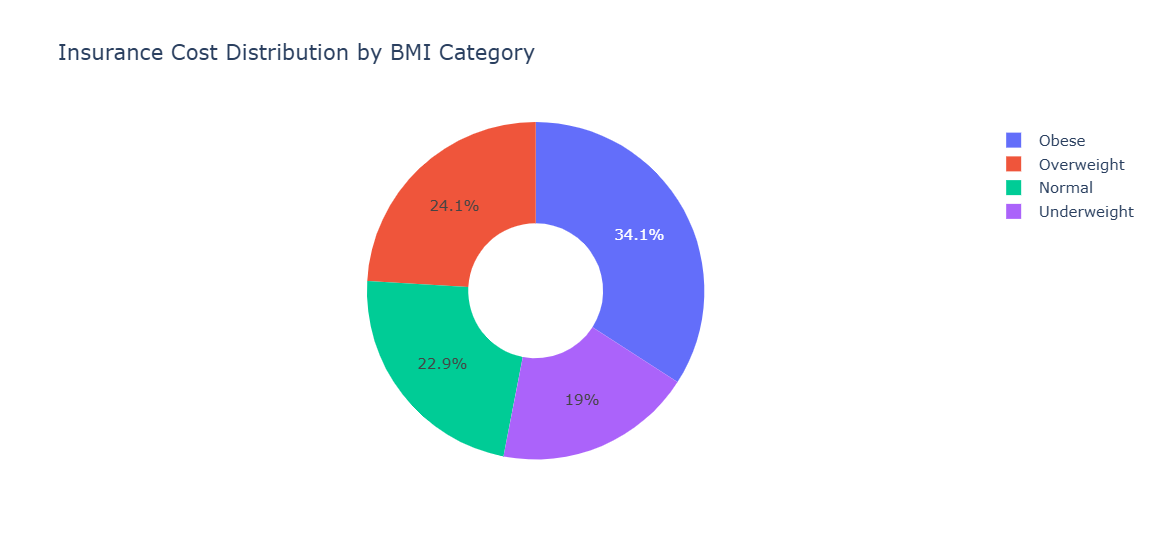 Insurance Cost Distribution by BMI Category
Obese
Overweight
Normal
Underweight
24.1%
34.1%
22.9%
19%